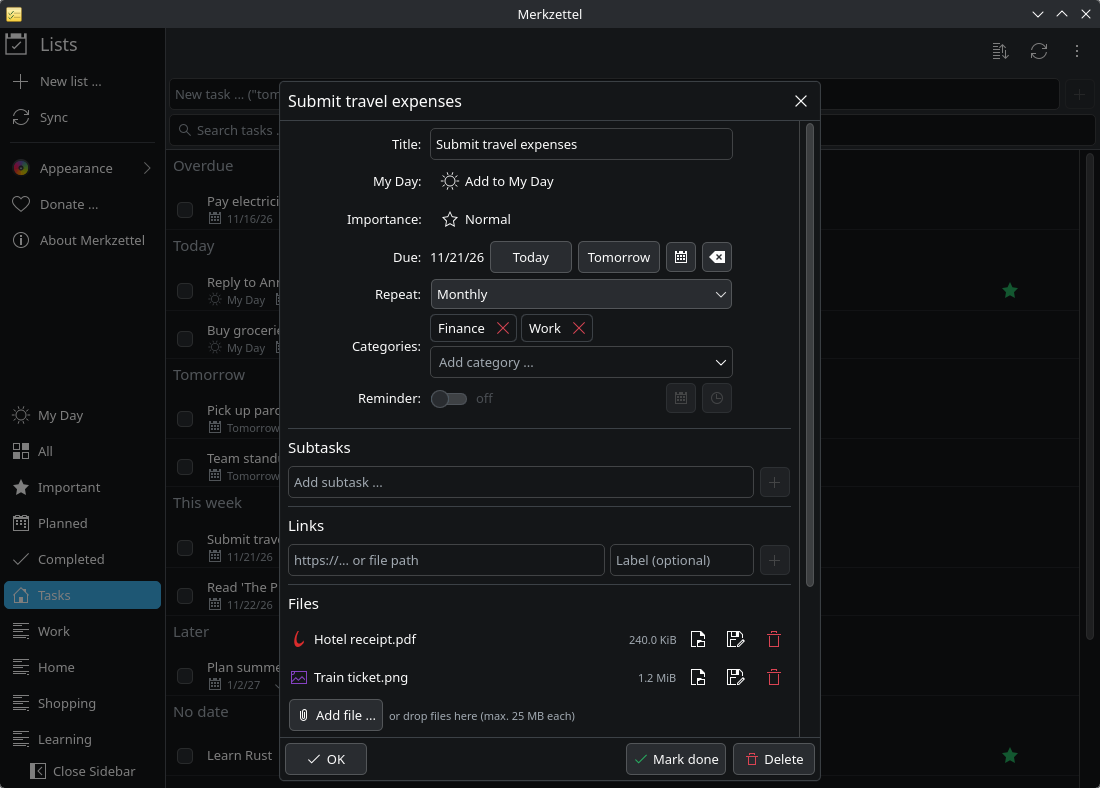 Merkzettel
Lists
New list ...
Sync
Appearance
Donate ...
About Merkzettel
My Day
All
Important
Planned
Completed
Tasks
Work
Home
Shopping
Learning
Close Sidebar
New task ... ("tom
Search tasks .
Overdue
Pay electrici
11/16/26
Today
Reply to Ann
My Day
Buy grocerie
My Day
Tomorrow
Pick up parc
Tomorrow
Team standu
Tomorrow
This week
Submit trave
11/21/26
Read 'The P
11/22/26
Later
Plan summe
1/2/27
No date
Learn Rust
Submit travel expenses
Title: Submit travel expenses
My Day: Add to My Day
Importance: Normal
Due: 11/21/26 Today Tomorrow
Repeat: Monthly
Finance Work
Categories:
Add category ...
Reminder: off
Subtasks
Add subtask ...
Links
https://... or file path Label (optional)
Files
Hotel receipt.pdf 240.0 KiB
Train ticket.png 1.2 MiB
Add file ... or drop files here (max. 25 MB each)
OK Mark done Delete